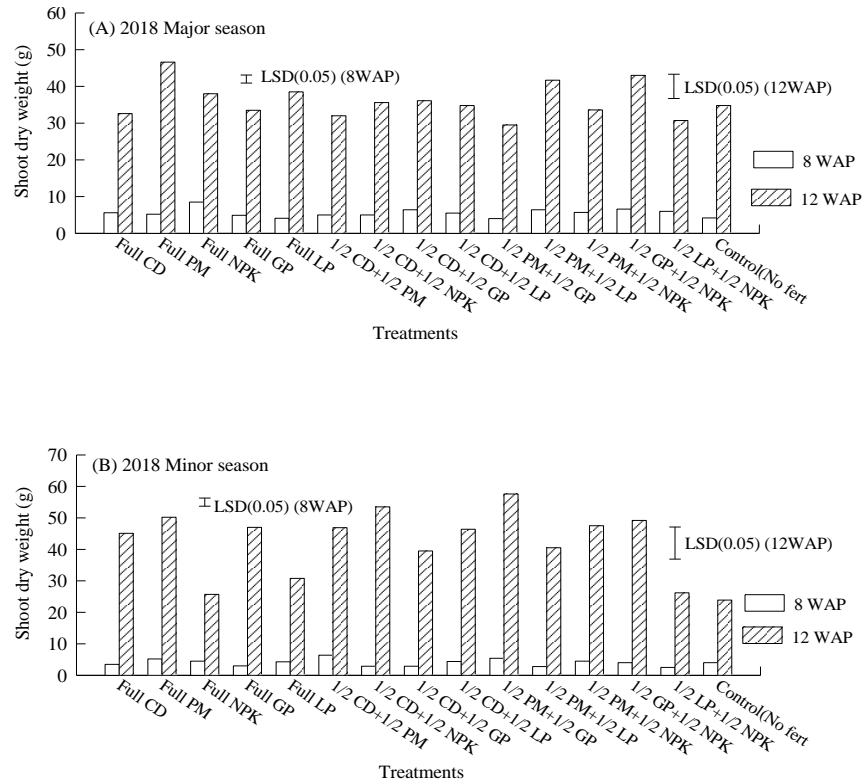 (A) 2018 Major season
Shoot dry weight (g)
60
50
40
30
20
10
0
LSD(0.05) (8WAP)
LSD(0.05) (12WAP)
8 WAP
12 WAP
Full CD
Full PM
Full NPK
Full GP
Full LP
1/2 CD+1/2 PM
1/2 CD+1/2 NPK
1/2 CD+1/2 GP
1/2 CD+1/2 LP
1/2 PM+1/2 GP
1/2 PM+1/2 LP
1/2 PM+1/2 NPK
1/2 GP+1/2 NPK
1/2 LP+1/2 NPK
Control(No fert
Treatments
(B) 2018 Minor season
Shoot dry weight (g)
70
60
50
40
30
20
10
0
LSD(0.05) (8WAP)
LSD(0.05) (12WAP)
8 WAP
12 WAP
Full CD
Full PM
Full NPK
Full GP
Full LP
1/2 CD+1/2 PM
1/2 CD+1/2 NPK
1/2 CD+1/2 GP
1/2 CD+1/2 LP
1/2 PM+1/2 GP
1/2 PM+1/2 LP
1/2 PM+1/2 NPK
1/2 GP+1/2 NPK
1/2 LP+1/2 NPK
Control(No fert
Treatments